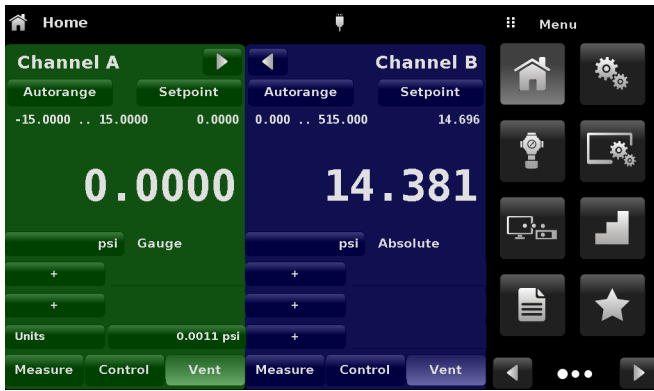 Home
Menu
Channel A
Channel B
Autorange Setpoint
Autorange Setpoint
-15.0000 .. 15.0000 0.0000
0.000 .. 515.000 14.696
0.0000
14.381
psi Gauge
psi Absolute
+
+
+
+
Units 0.0011 psi
+
Measure Control Vent
Measure Control Vent